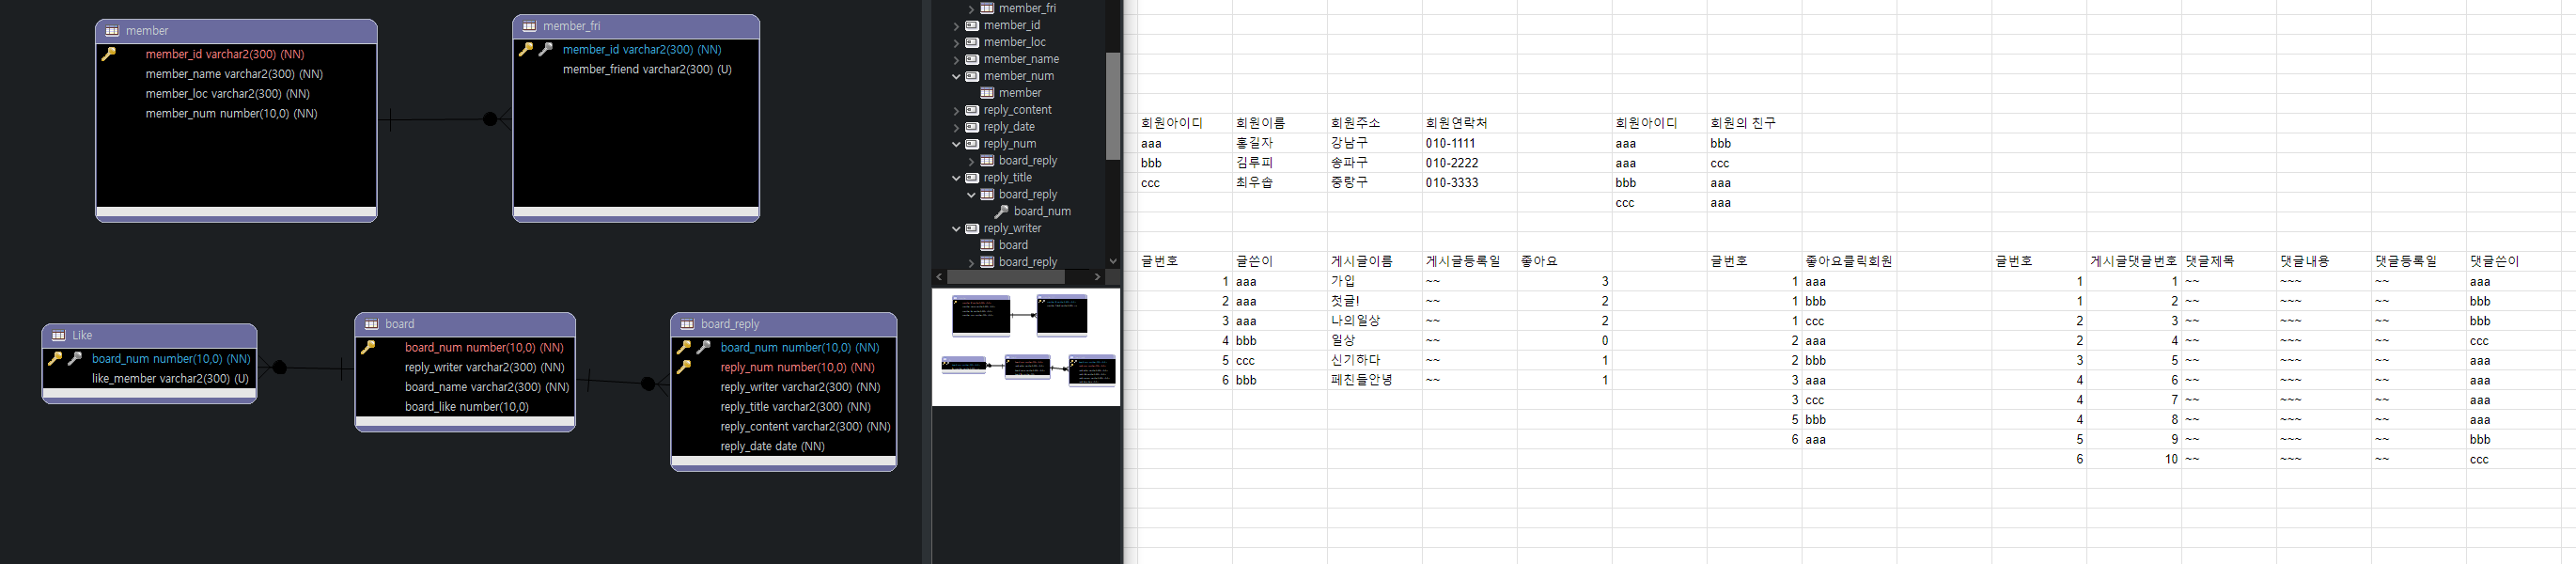 member
member_id varchar2(300) (NN)
member_name varchar2(300) (NN)
member_loc varchar2(300) (NN)
member_num number(10,0) (NN)
member_fri
member_id varchar2(300) (NN)
member_friend varchar2(300) (U)
Like
board_num number(10,0) (NN)
like_member varchar2(300) (U)
board
board_num number(10,0) (NN)
reply_writer varchar2(300) (NN)
board_name varchar2(300) (NN)
board_like number(10,0)
board_reply
board_num number(10,0) (NN)
reply_num number(10,0) (NN)
reply_writer varchar2(300) (NN)
reply_title varchar2(300) (NN)
reply_content varchar2(300) (NN)
reply_date date (NN)
member_fri
member_id
member_loc
member_name
member_num
member
reply_content
reply_date
reply_num
board_reply
reply_title
board_reply
board_num
reply_writer
board
board_reply
회원아이디 회원이름 회원주소 회원연락처
aaa 홍길자 강남구 010-1111
bbb 김루피 송파구 010-2222
ccc 최우솝 중랑구 010-3333
회원아이디 회원의 친구
aaa bbb
aaa ccc
bbb aaa
ccc aaa
글번호 글쓴이 게시글이름 게시글등록일 좋아요
1 aaa 가입 ~~ 3
2 aaa 첫글! ~~ 2
3 aaa 나의일상 ~~ 2
4 bbb 일상 ~~ 0
5 ccc 신기하다 ~~ 1
6 bbb 페친들안녕 ~~ 1
글번호 좋아요클릭회원
1 aaa
1 bbb
1 ccc
2 aaa
2 bbb
3 aaa
3 ccc
5 bbb
6 aaa
글번호 게시글댓글번호 댓글제목 댓글내용 댓글등록일 댓글쓴이
1 1 ~~ ~~~ ~~ aaa
1 2 ~~ ~~~ ~~ bbb
2 3 ~~ ~~~ ~~ bbb
2 4 ~~ ~~~ ~~ ccc
3 5 ~~ ~~~ ~~ aaa
4 6 ~~ ~~~ ~~ aaa
4 7 ~~ ~~~ ~~ aaa
4 8 ~~ ~~~ ~~ aaa
5 9 ~~ ~~~ ~~ bbb
6 10 ~~ ~~~ ~~ ccc